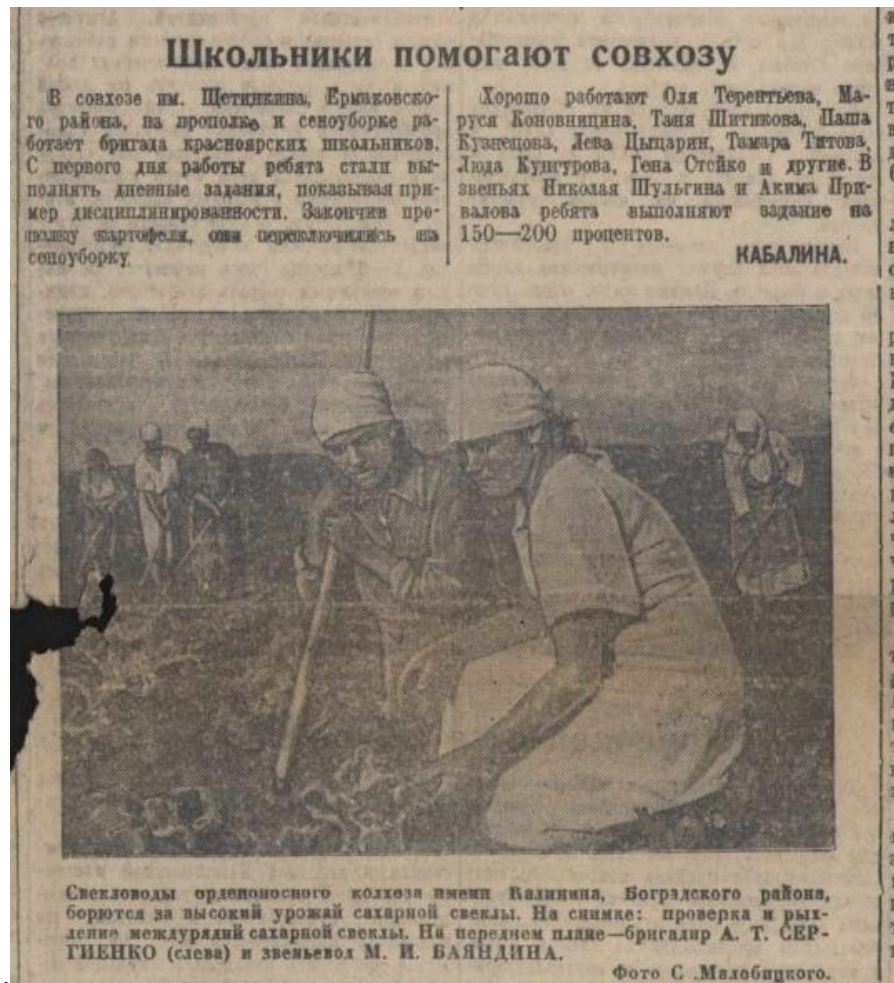 Школьники помогают совхозу
В совхозе им. Щетинкина, Ермаковско-
го района, на прополке и сеноуборке ра-
ботает бригада красноярских школьников.
С первого дня работы ребята стали вы-
полнять дневные задания, показывая при-
мер дисциплинированности. Закончив про-
полку картофеля, они переключились на
сеноуборку
Хорошо работают Оля Терентьева, Ма-
руся Коновницина, Таня Шитикова, Паша
Кузнецова, Лева Цыцарин, Тамара Титова,
Люда Кунгурова, Гена Стойко и другие. В
звеньях Николая Шульгина и Акима При-
валова ребята выполняют задание на
150—200 процентов.
КАБАЛИНА.
Свекловоды орденоносного колхоза имени Калинина, Боградского района,
борются за высокий урожай сахарной свеклы. На снимке: проверка и рых-
ление междурядий сахарной свеклы. На переднем плане—бригадир А. Т. СЕР-
ГИЕНКО (слева) и звеньевод М. И. БАЯНДИНА.
Фото С .Малобицкого.